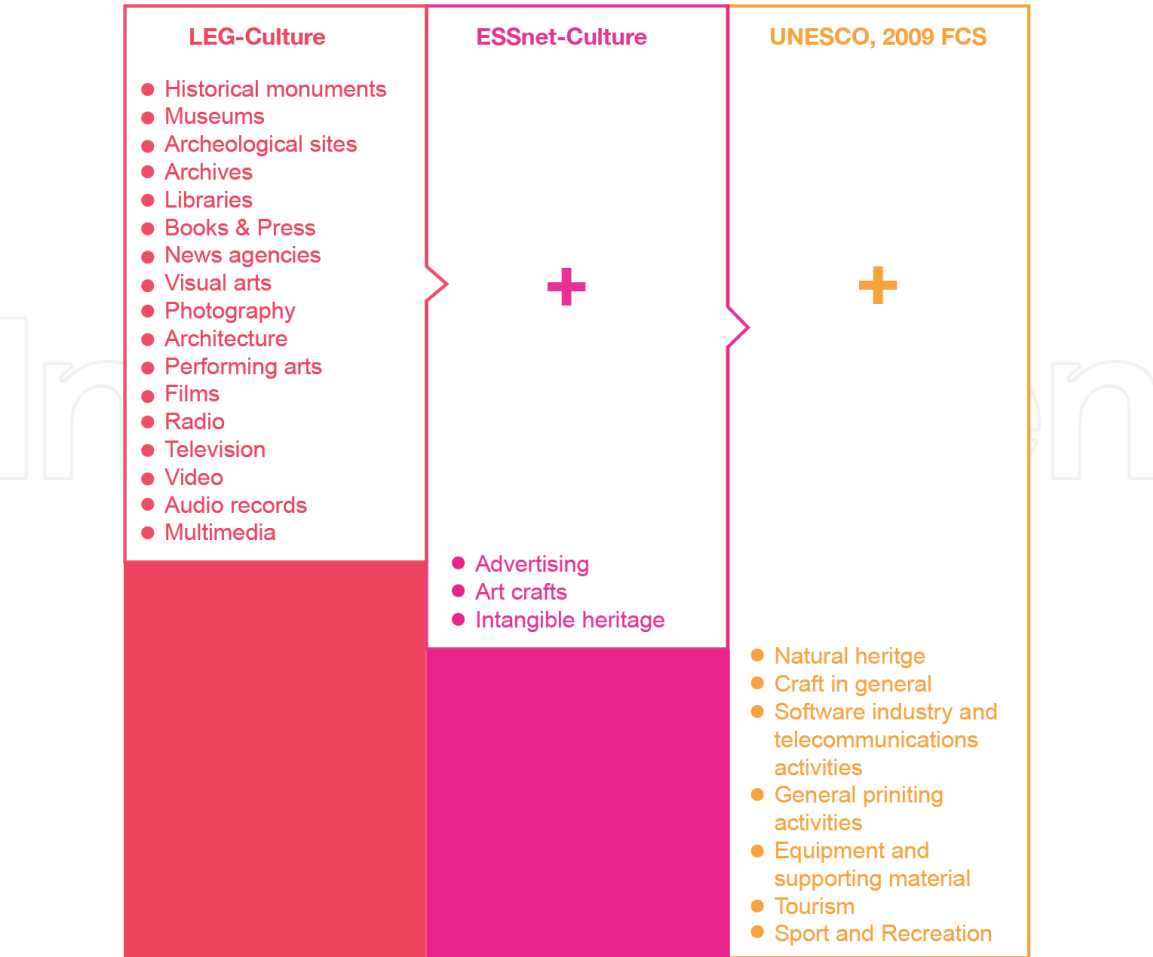 LEG-Culture
Historical monuments
Museums
Archeological sites
Archives
Libraries
Books & Press
News agencies
Visual arts
Photography
Architecture
Performing arts
Films
Radio
Television
Video
Audio records
Multimedia
ESSnet-Culture
+
Advertising
Art crafts
Intangible heritage
UNESCO, 2009 FCS
+
Natural heritge
Craft in general
Software industry and
telecommunications
activities
General priniting
activities
Equipment and
supporting material
Tourism
Sport and Recreation